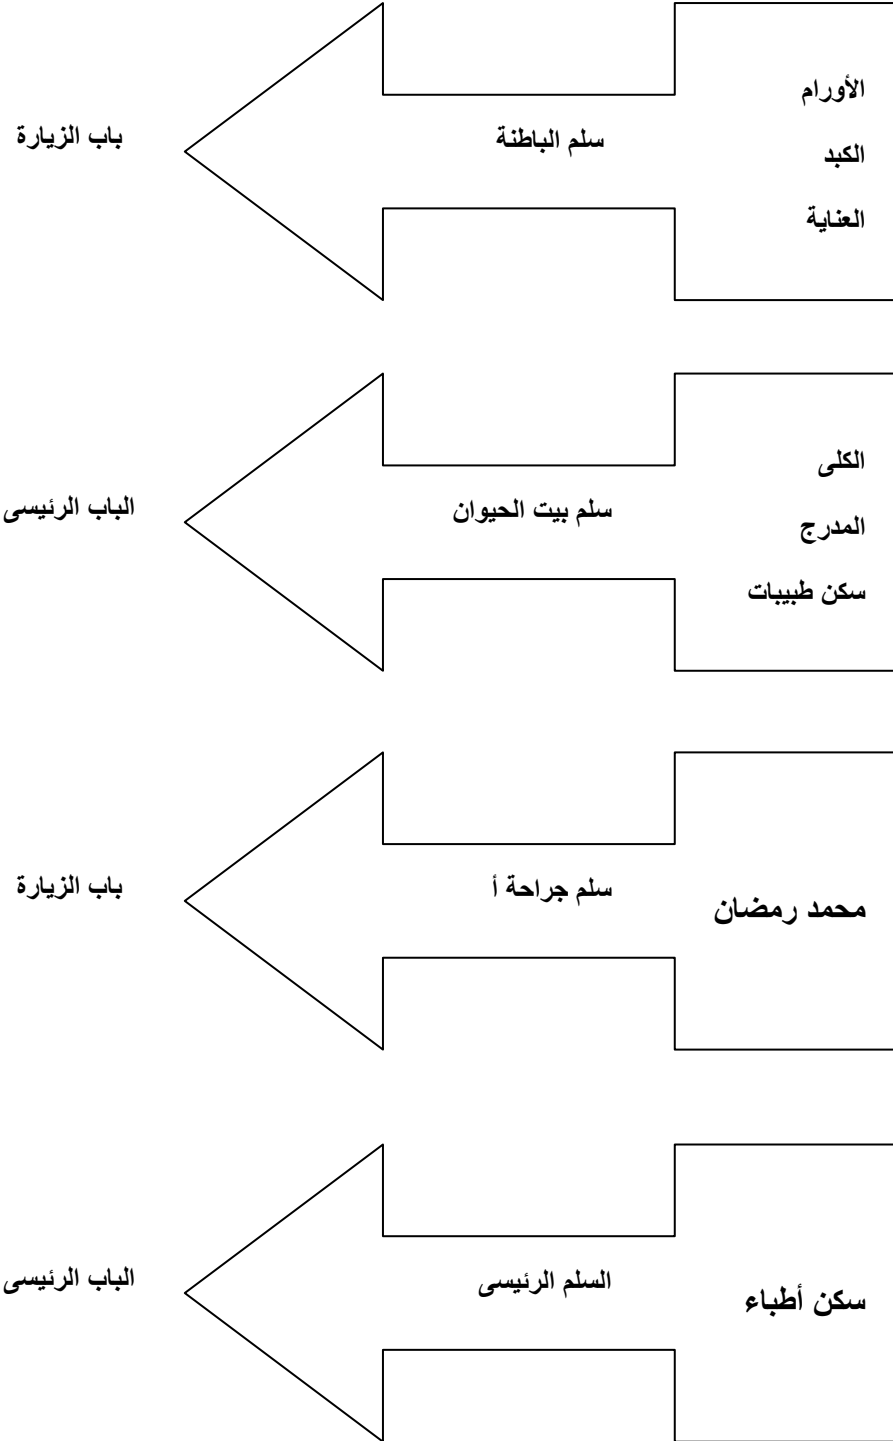 الأورام
الكبد
العناية
سلم الباطنة
باب الزيارة
الكلى
المدرج
سكن طبيبات
سلم بيت الحيوان
الباب الرئيسى
محمد رمضان
سلم جراحة أ
باب الزيارة
سكن أطباء
السلم الرئيسى
الباب الرئيسى